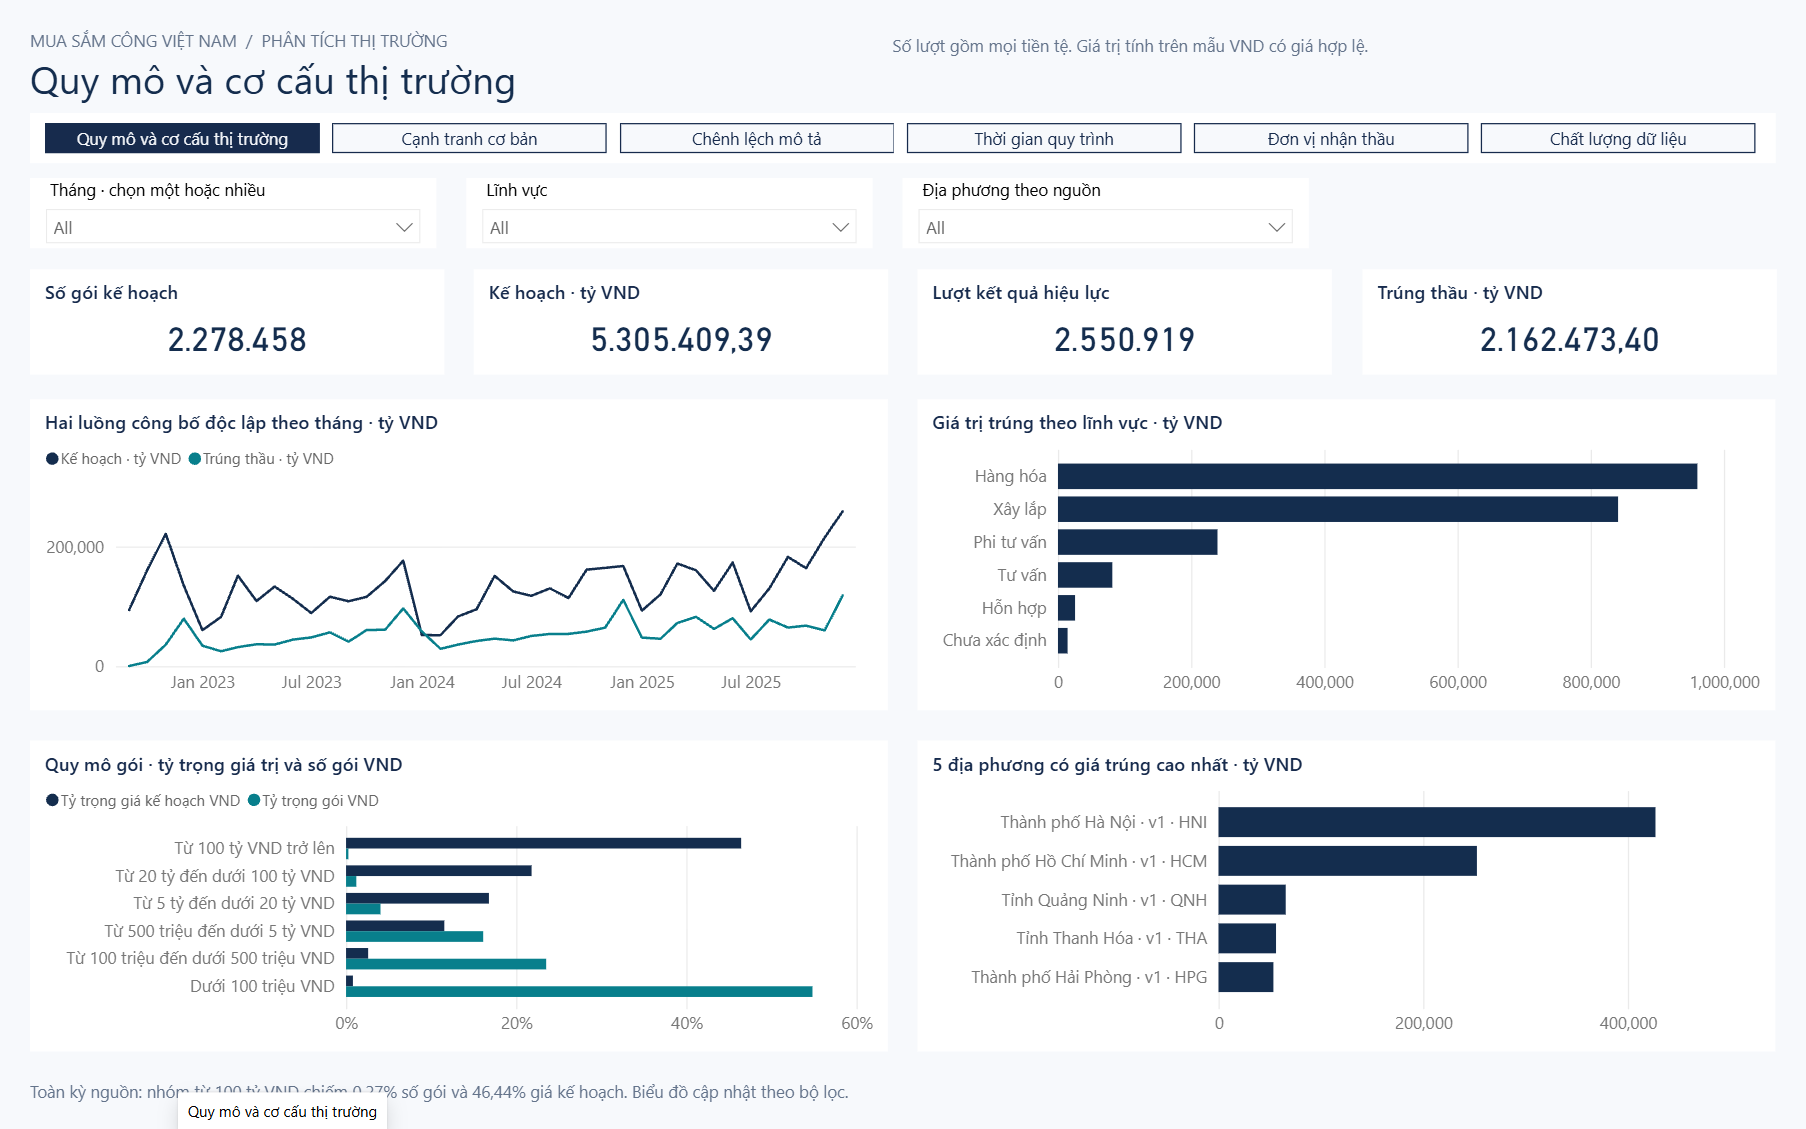 MUA SẮM CÔNG VIỆT NAM / PHÂN TÍCH THỊ TRƯỜNG
Số lượt gồm mọi tiền tệ. Giá trị tính trên mẫu VND có giá hợp lệ.
Quy mô và cơ cấu thị trường
Quy mô và cơ cấu thị trường
Cạnh tranh cơ bản
Chênh lệch mô tả
Thời gian quy trình
Đơn vị nhận thầu
Chất lượng dữ liệu
Tháng · chọn một hoặc nhiều
All
Lĩnh vực
All
Địa phương theo nguồn
All
Số gói kế hoạch
2.278.458
Kế hoạch · tỷ VND
5.305.409,39
Lượt kết quả hiệu lực
2.550.919
Trúng thầu · tỷ VND
2.162.473,40
Hai luồng công bố độc lập theo tháng · tỷ VND
Kế hoạch · tỷ VND Trúng thầu · tỷ VND
200,000
0
Jan 2023 Jul 2023 Jan 2024 Jul 2024 Jan 2025 Jul 2025
Giá trị trúng theo lĩnh vực · tỷ VND
Hàng hóa
Xây lắp
Phi tư vấn
Tư vấn
Hỗn hợp
Chưa xác định
0 200,000 400,000 600,000 800,000 1,000,000
Quy mô gói · tỷ trọng giá trị và số gói VND
Tỷ trọng giá kế hoạch VND Tỷ trọng gói VND
Từ 100 tỷ VND trở lên
Từ 20 tỷ đến dưới 100 tỷ VND
Từ 5 tỷ đến dưới 20 tỷ VND
Từ 500 triệu đến dưới 5 tỷ VND
Từ 100 triệu đến dưới 500 triệu VND
Dưới 100 triệu VND
0% 20% 40% 60%
5 địa phương có giá trúng cao nhất · tỷ VND
Thành phố Hà Nội · v1 · HNI
Thành phố Hồ Chí Minh · v1 · HCM
Tỉnh Quảng Ninh · v1 · QNH
Tỉnh Thanh Hóa · v1 · THA
Thành phố Hải Phòng · v1 · HPG
0 200,000 400,000
Toàn kỳ nguồn: nhóm từ 100 tỷ VND chiếm 0,27% số gói và 46,44% giá kế hoạch. Biểu đồ cập nhật theo bộ lọc.
Quy mô và cơ cấu thị trường